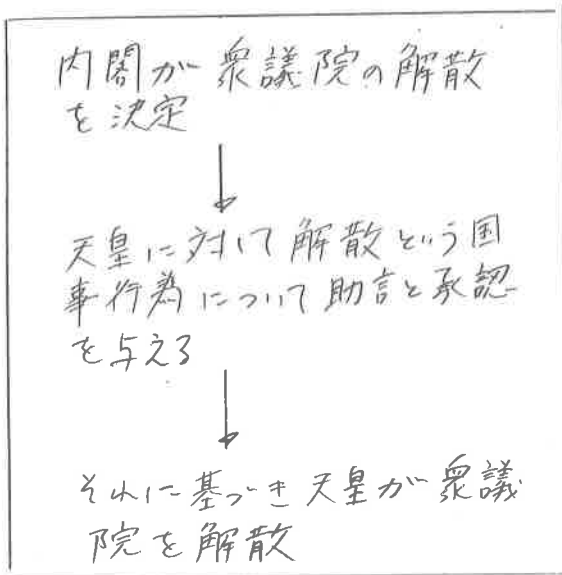 内閣が衆議院の解散
を決定
↓
天皇に対して解散という国
事行為について助言と承認
を与える
↓
それに基づき天皇が衆議
院を解散